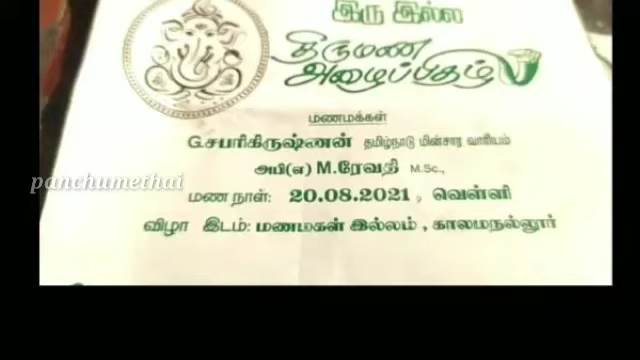 இரு இல்ல
திருமண
அழைப்பிதழ்
மணமக்கள்
G.சபரிகிருஷ்ணன் தமிழ்நாடு மின்சார வாரியம்
அபி(எ) M.ரேவதி M.Sc.,
மண நாள்: 20.08.2021, வெள்ளி
விழா இடம்: மணமகள் இல்லம், காலமநல்லூர்
panchumethai